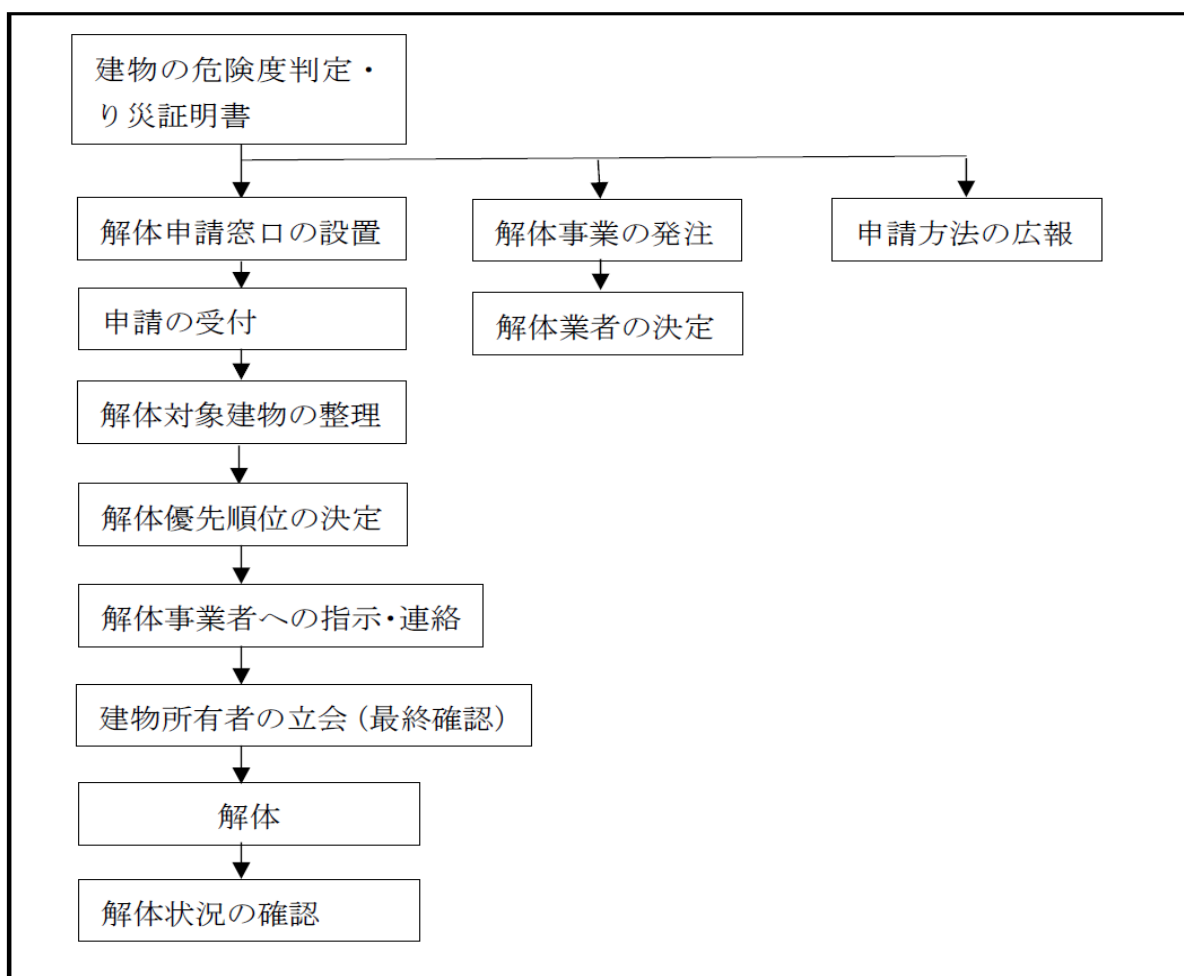 建物の危険度判定・
り災証明書
解体申請窓口の設置
解体事業の発注
申請方法の広報
申請の受付
解体業者の決定
解体対象建物の整理
解体優先順位の決定
解体事業者への指示・連絡
建物所有者の立会(最終確認)
解体
解体状況の確認